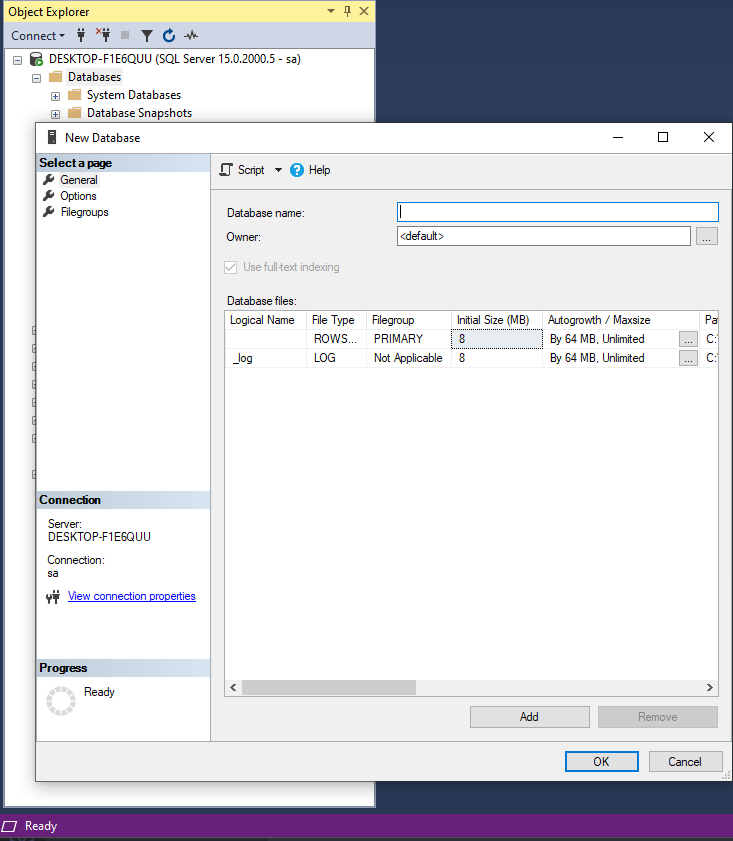 Object Explorer
Connect
DESKTOP-F1E6QUU (SQL Server 15.0.2000.5 - sa)
Databases
System Databases
Database Snapshots
New Database
Select a page
General
Options
Filegroups
Script Help
Database name:
Owner: <default> ...
Use full-text indexing
Database files:
Logical Name File Type Filegroup Initial Size (MB) Autogrowth / Maxsize
ROWS... PRIMARY 8 By 64 MB, Unlimited ... C:
_log LOG Not Applicable 8 By 64 MB, Unlimited ... C:
Connection
Server:
DESKTOP-F1E6QUU
Connection:
sa
View connection properties
Progress
Ready
Add Remove
OK Cancel
Ready